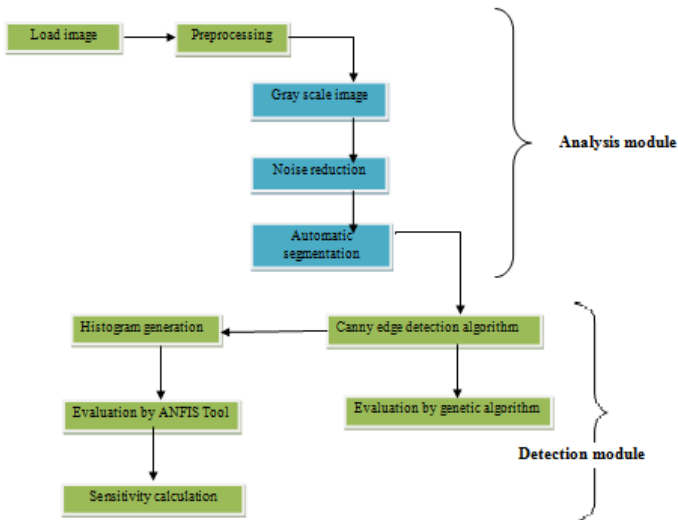 Load image
Preprocessing
Gray scale image
Analysis module
Noise reduction
Automatic
segmentation
Histogram generation
Canny edge detection algorithm
Evaluation by ANFIS Tool
Evaluation by genetic algorithm
Detection module
Sensitivity calculation